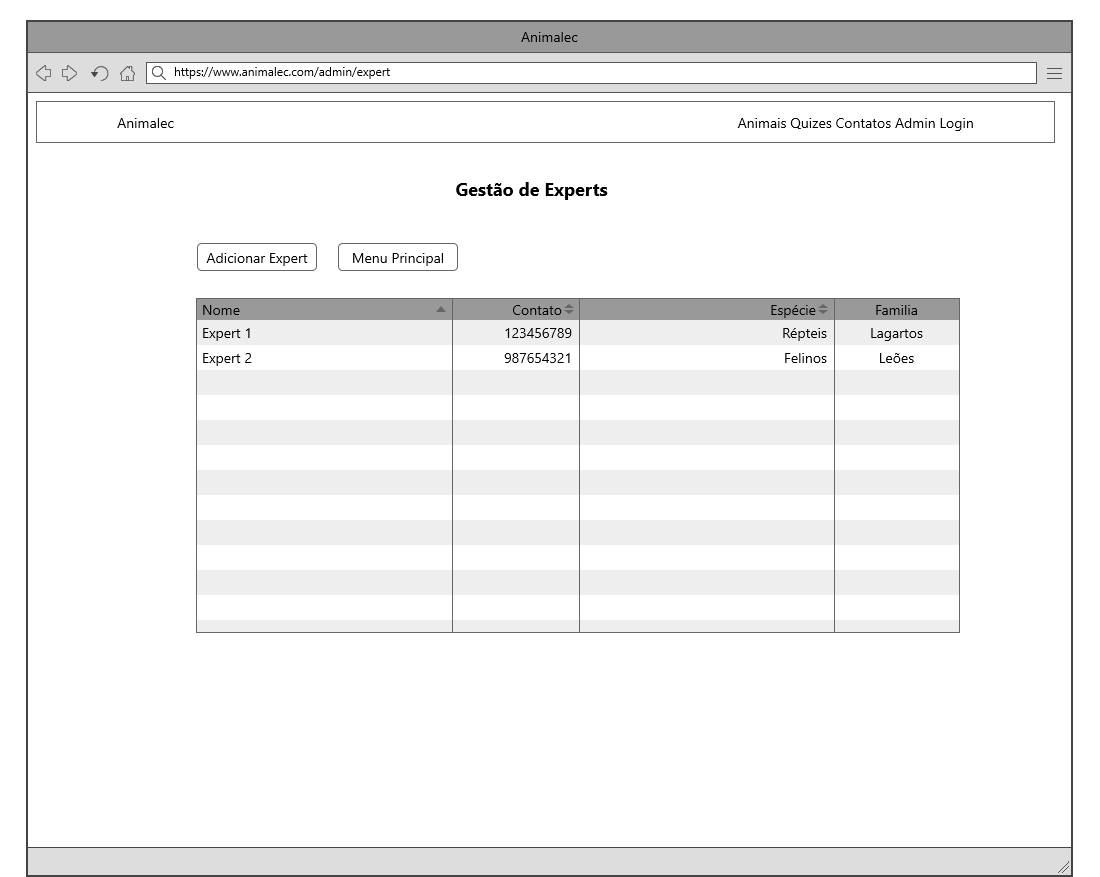 Animalec
https://www.animalec.com/admin/expert
Animalec Animais Quizes Contatos Admin Login
Gestão de Experts
Adicionar Expert Menu Principal
Nome Contato Espécie Familia
Expert 1 123456789 Répteis Lagartos
Expert 2 987654321 Felinos Leões